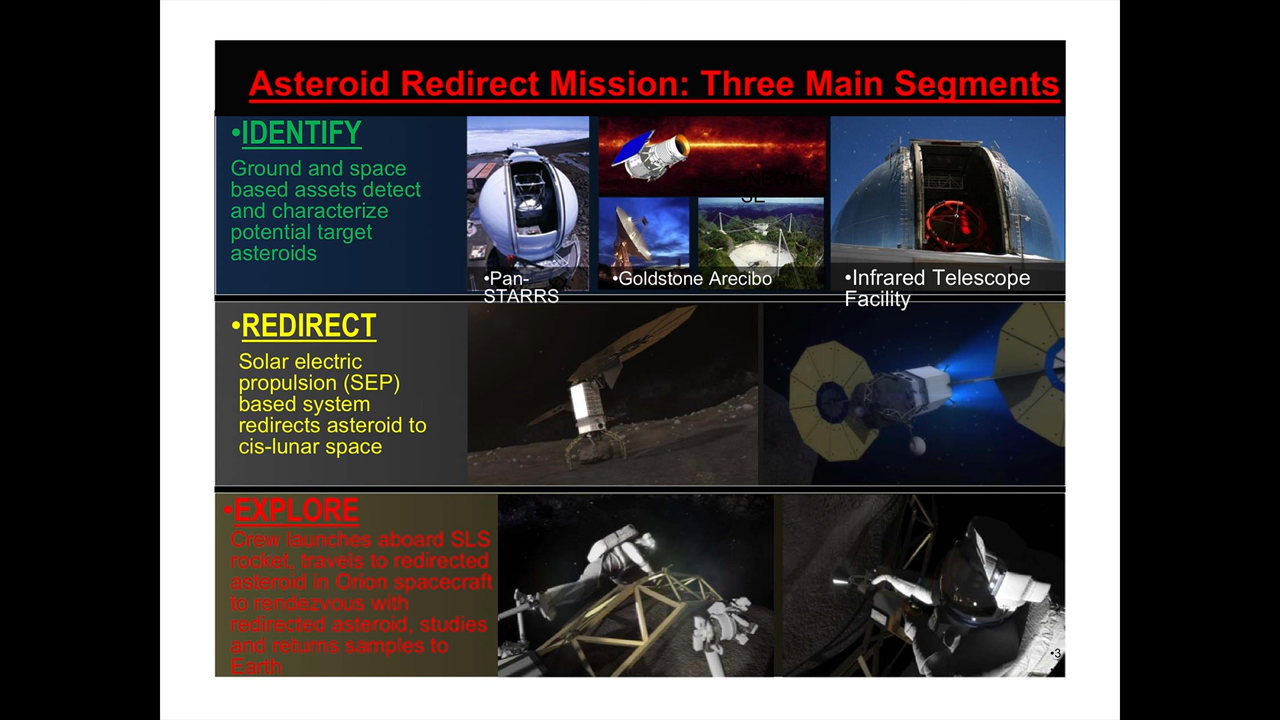 Asteroid Redirect Mission: Three Main Segments
•IDENTIFY
Ground and space
based assets detect
and characterize
potential target
asteroids
•NEOWI
SE
•Pan-
STARRS
•Goldstone Arecibo
•Infrared Telescope
Facility
•REDIRECT
Solar electric
propulsion (SEP)
based system
redirects asteroid to
cis-lunar space
•EXPLORE
Crew launches aboard SLS
rocket, travels to redirected
asteroid in Orion spacecraft
to rendezvous with
redirected asteroid, studies
and returns samples to
Earth
•3